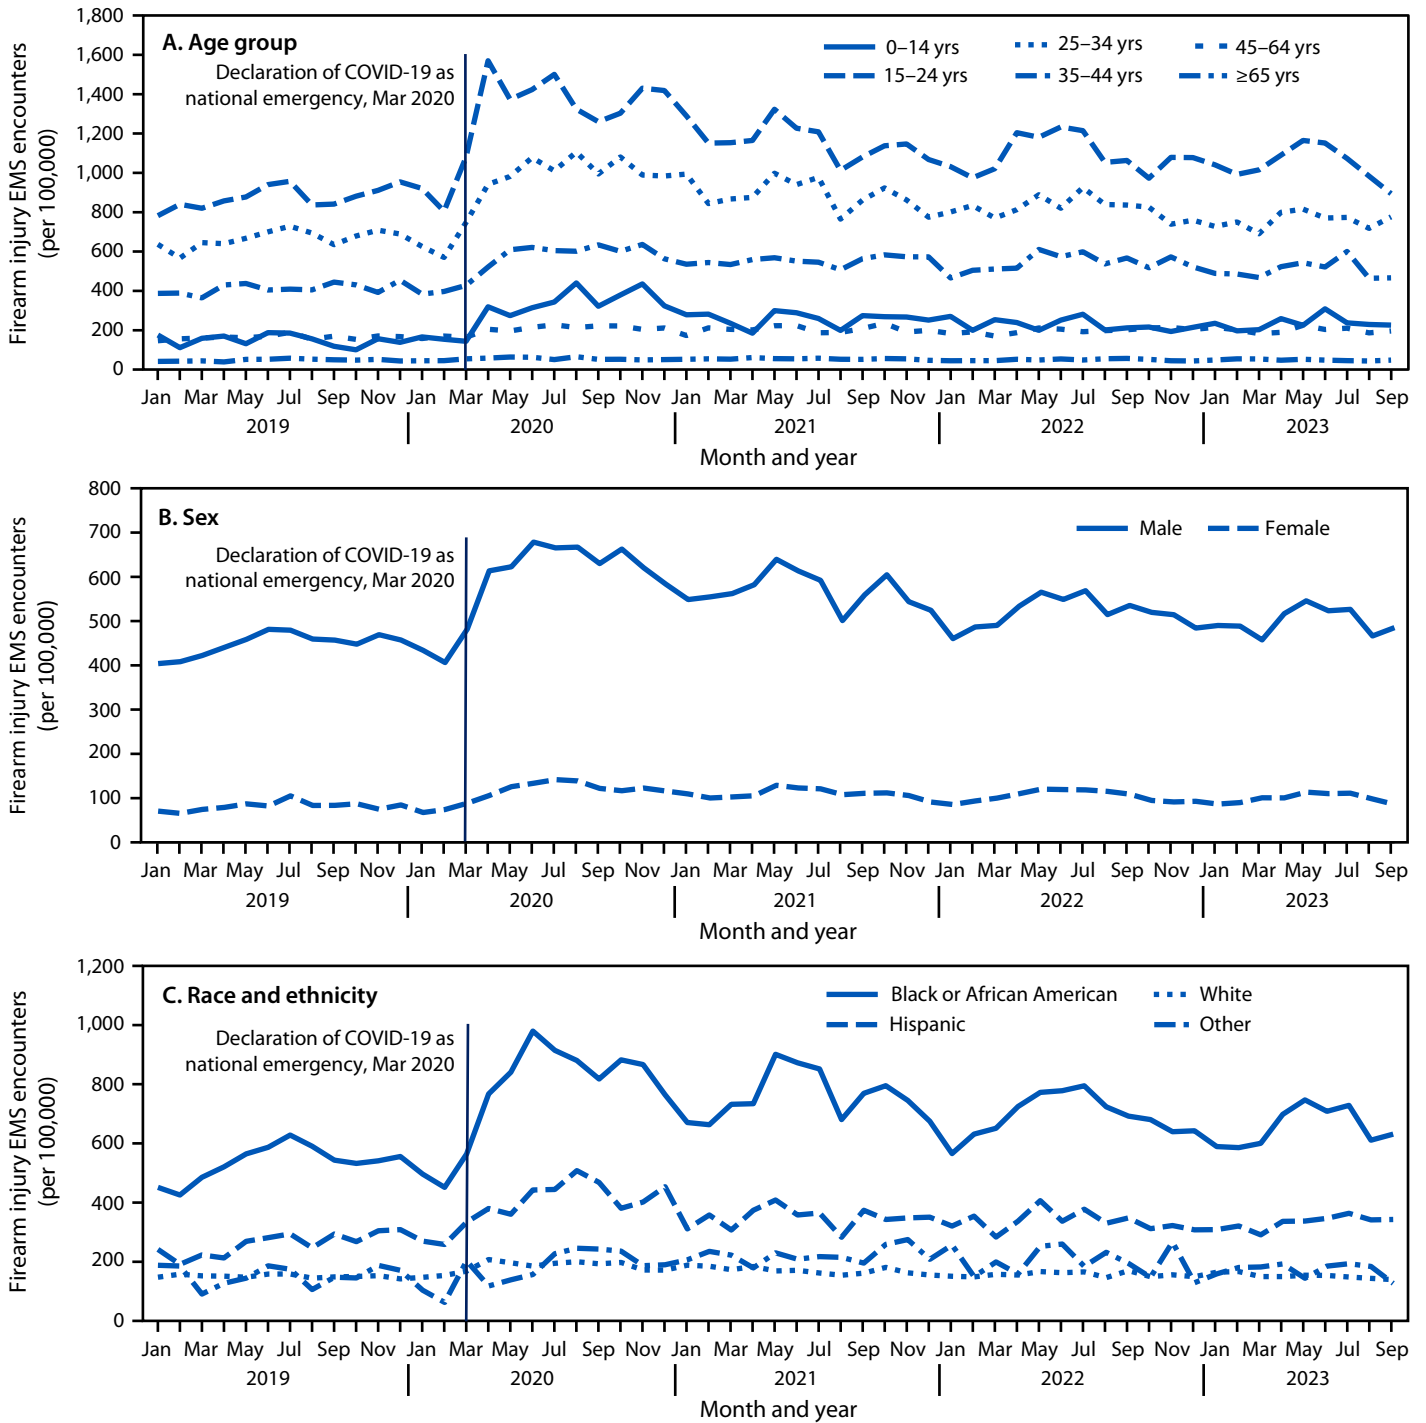 Firearm injury EMS encounters
(per 100,000)
1,800
1,600
1,400
1,200
1,000
800
600
400
200
0
A. Age group
Declaration of COVID-19 as
national emergency, Mar 2020
0–14 yrs
25–34 yrs
45–64 yrs
15–24 yrs
35–44 yrs
≥65 yrs
Jan Mar May Jul Sep Nov Jan Mar May Jul Sep Nov Jan Mar May Jul Sep Nov Jan Mar May Jul Sep Nov Jan Mar May Jul Sep
2019 2020 2021 2022 2023
Month and year
Firearm injury EMS encounters
(per 100,000)
800
700
600
500
400
300
200
100
0
B. Sex
Declaration of COVID-19 as
national emergency, Mar 2020
Male Female
Jan Mar May Jul Sep Nov Jan Mar May Jul Sep Nov Jan Mar May Jul Sep Nov Jan Mar May Jul Sep Nov Jan Mar May Jul Sep
2019 2020 2021 2022 2023
Month and year
Firearm injury EMS encounters
(per 100,000)
1,200
1,000
800
600
400
200
0
C. Race and ethnicity
Declaration of COVID-19 as
national emergency, Mar 2020
Black or African American
White
Hispanic
Other
Jan Mar May Jul Sep Nov Jan Mar May Jul Sep Nov Jan Mar May Jul Sep Nov Jan Mar May Jul Sep Nov Jan Mar May Jul Sep
2019 2020 2021 2022 2023
Month and year